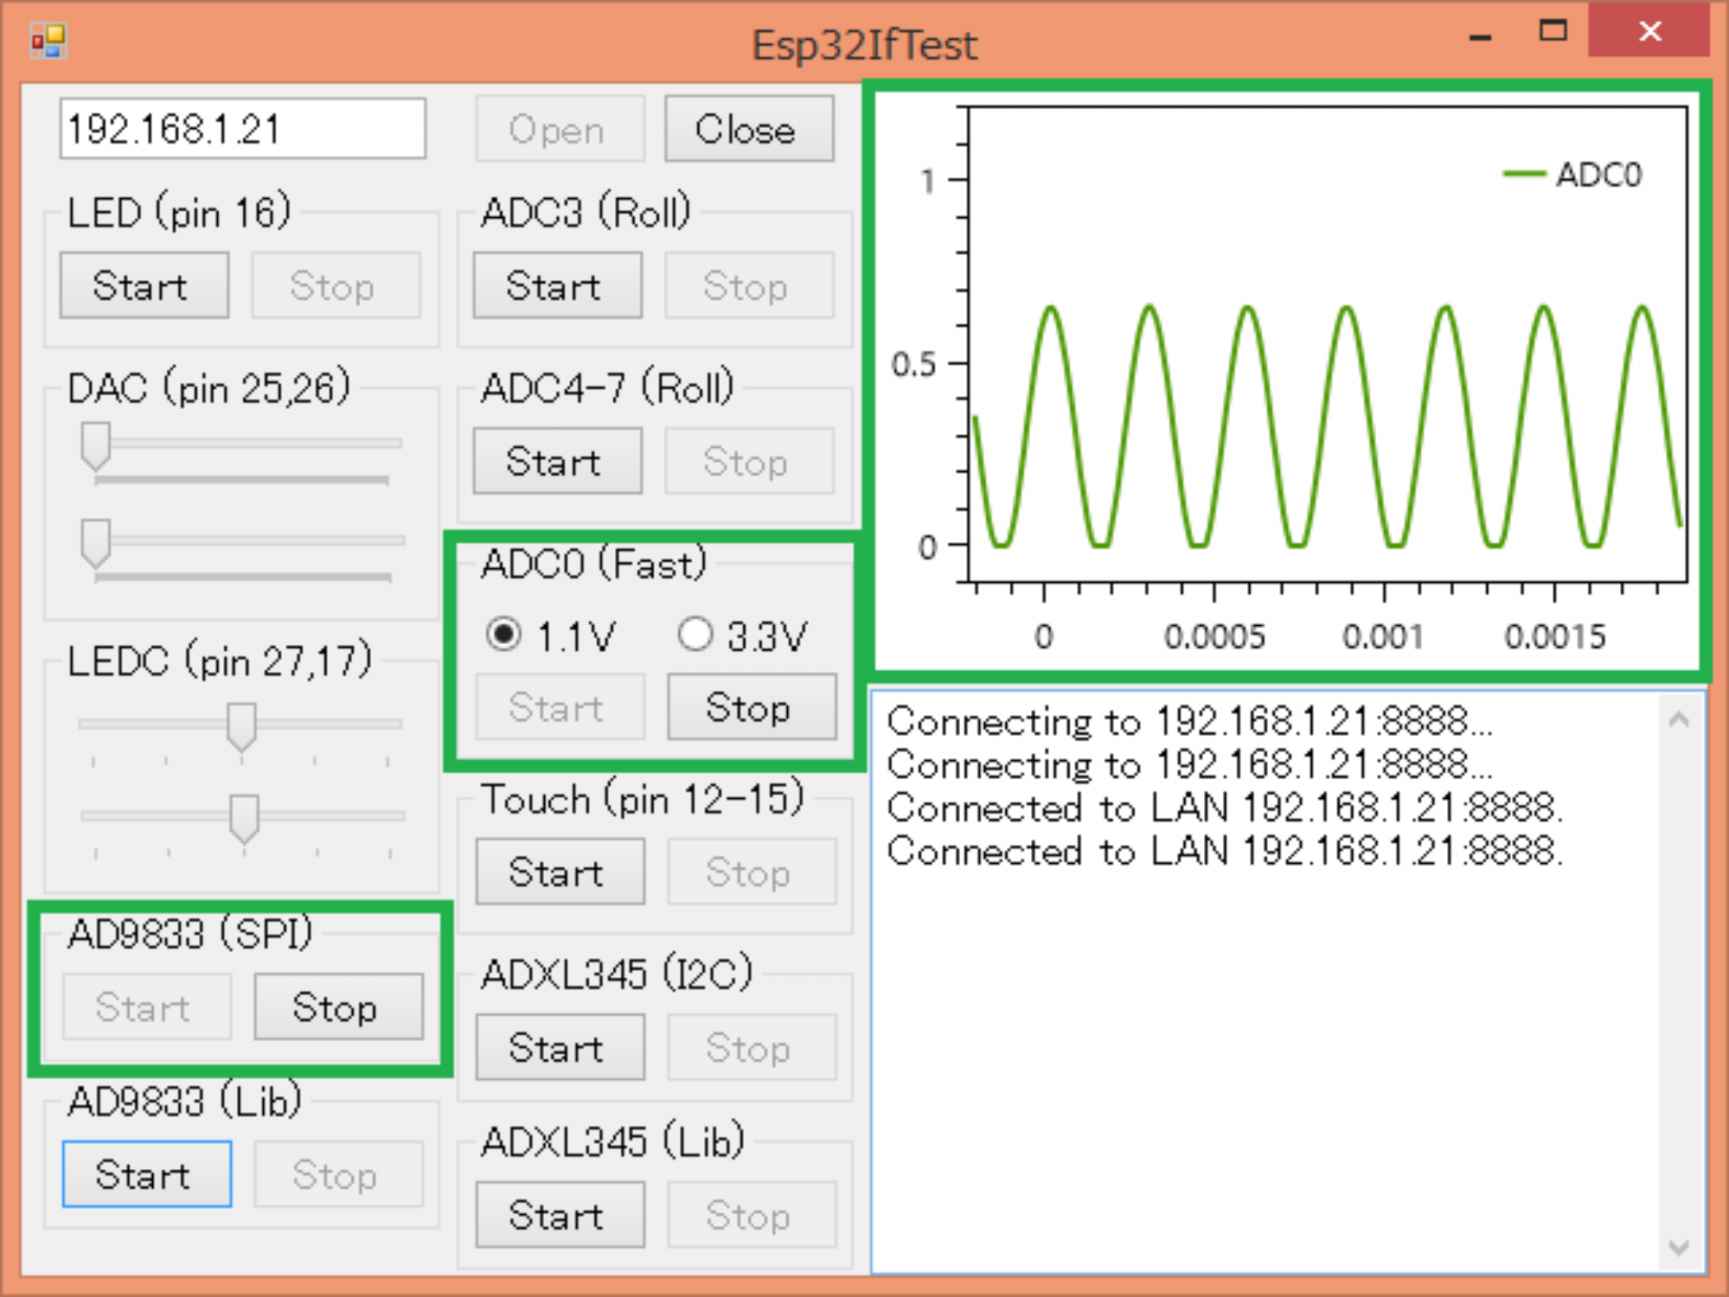 Esp32IfTest
192.168.1.21
Open Close
LED (pin 16)
Start Stop
DAC (pin 25,26)
LEDC (pin 27,17)
AD9833 (SPI)
Start Stop
AD9833 (Lib)
Start Stop
ADC3 (Roll)
Start Stop
ADC4-7 (Roll)
Start Stop
ADC0 (Fast)
1.1V 3.3V
Start Stop
Touch (pin 12-15)
Start Stop
ADXL345 (I2C)
Start Stop
ADXL345 (Lib)
Start Stop
ADC0
1
0.5
0
0 0.0005 0.001 0.0015
Connecting to 192.168.1.21:8888...
Connecting to 192.168.1.21:8888...
Connected to LAN 192.168.1.21:8888.
Connected to LAN 192.168.1.21:8888.